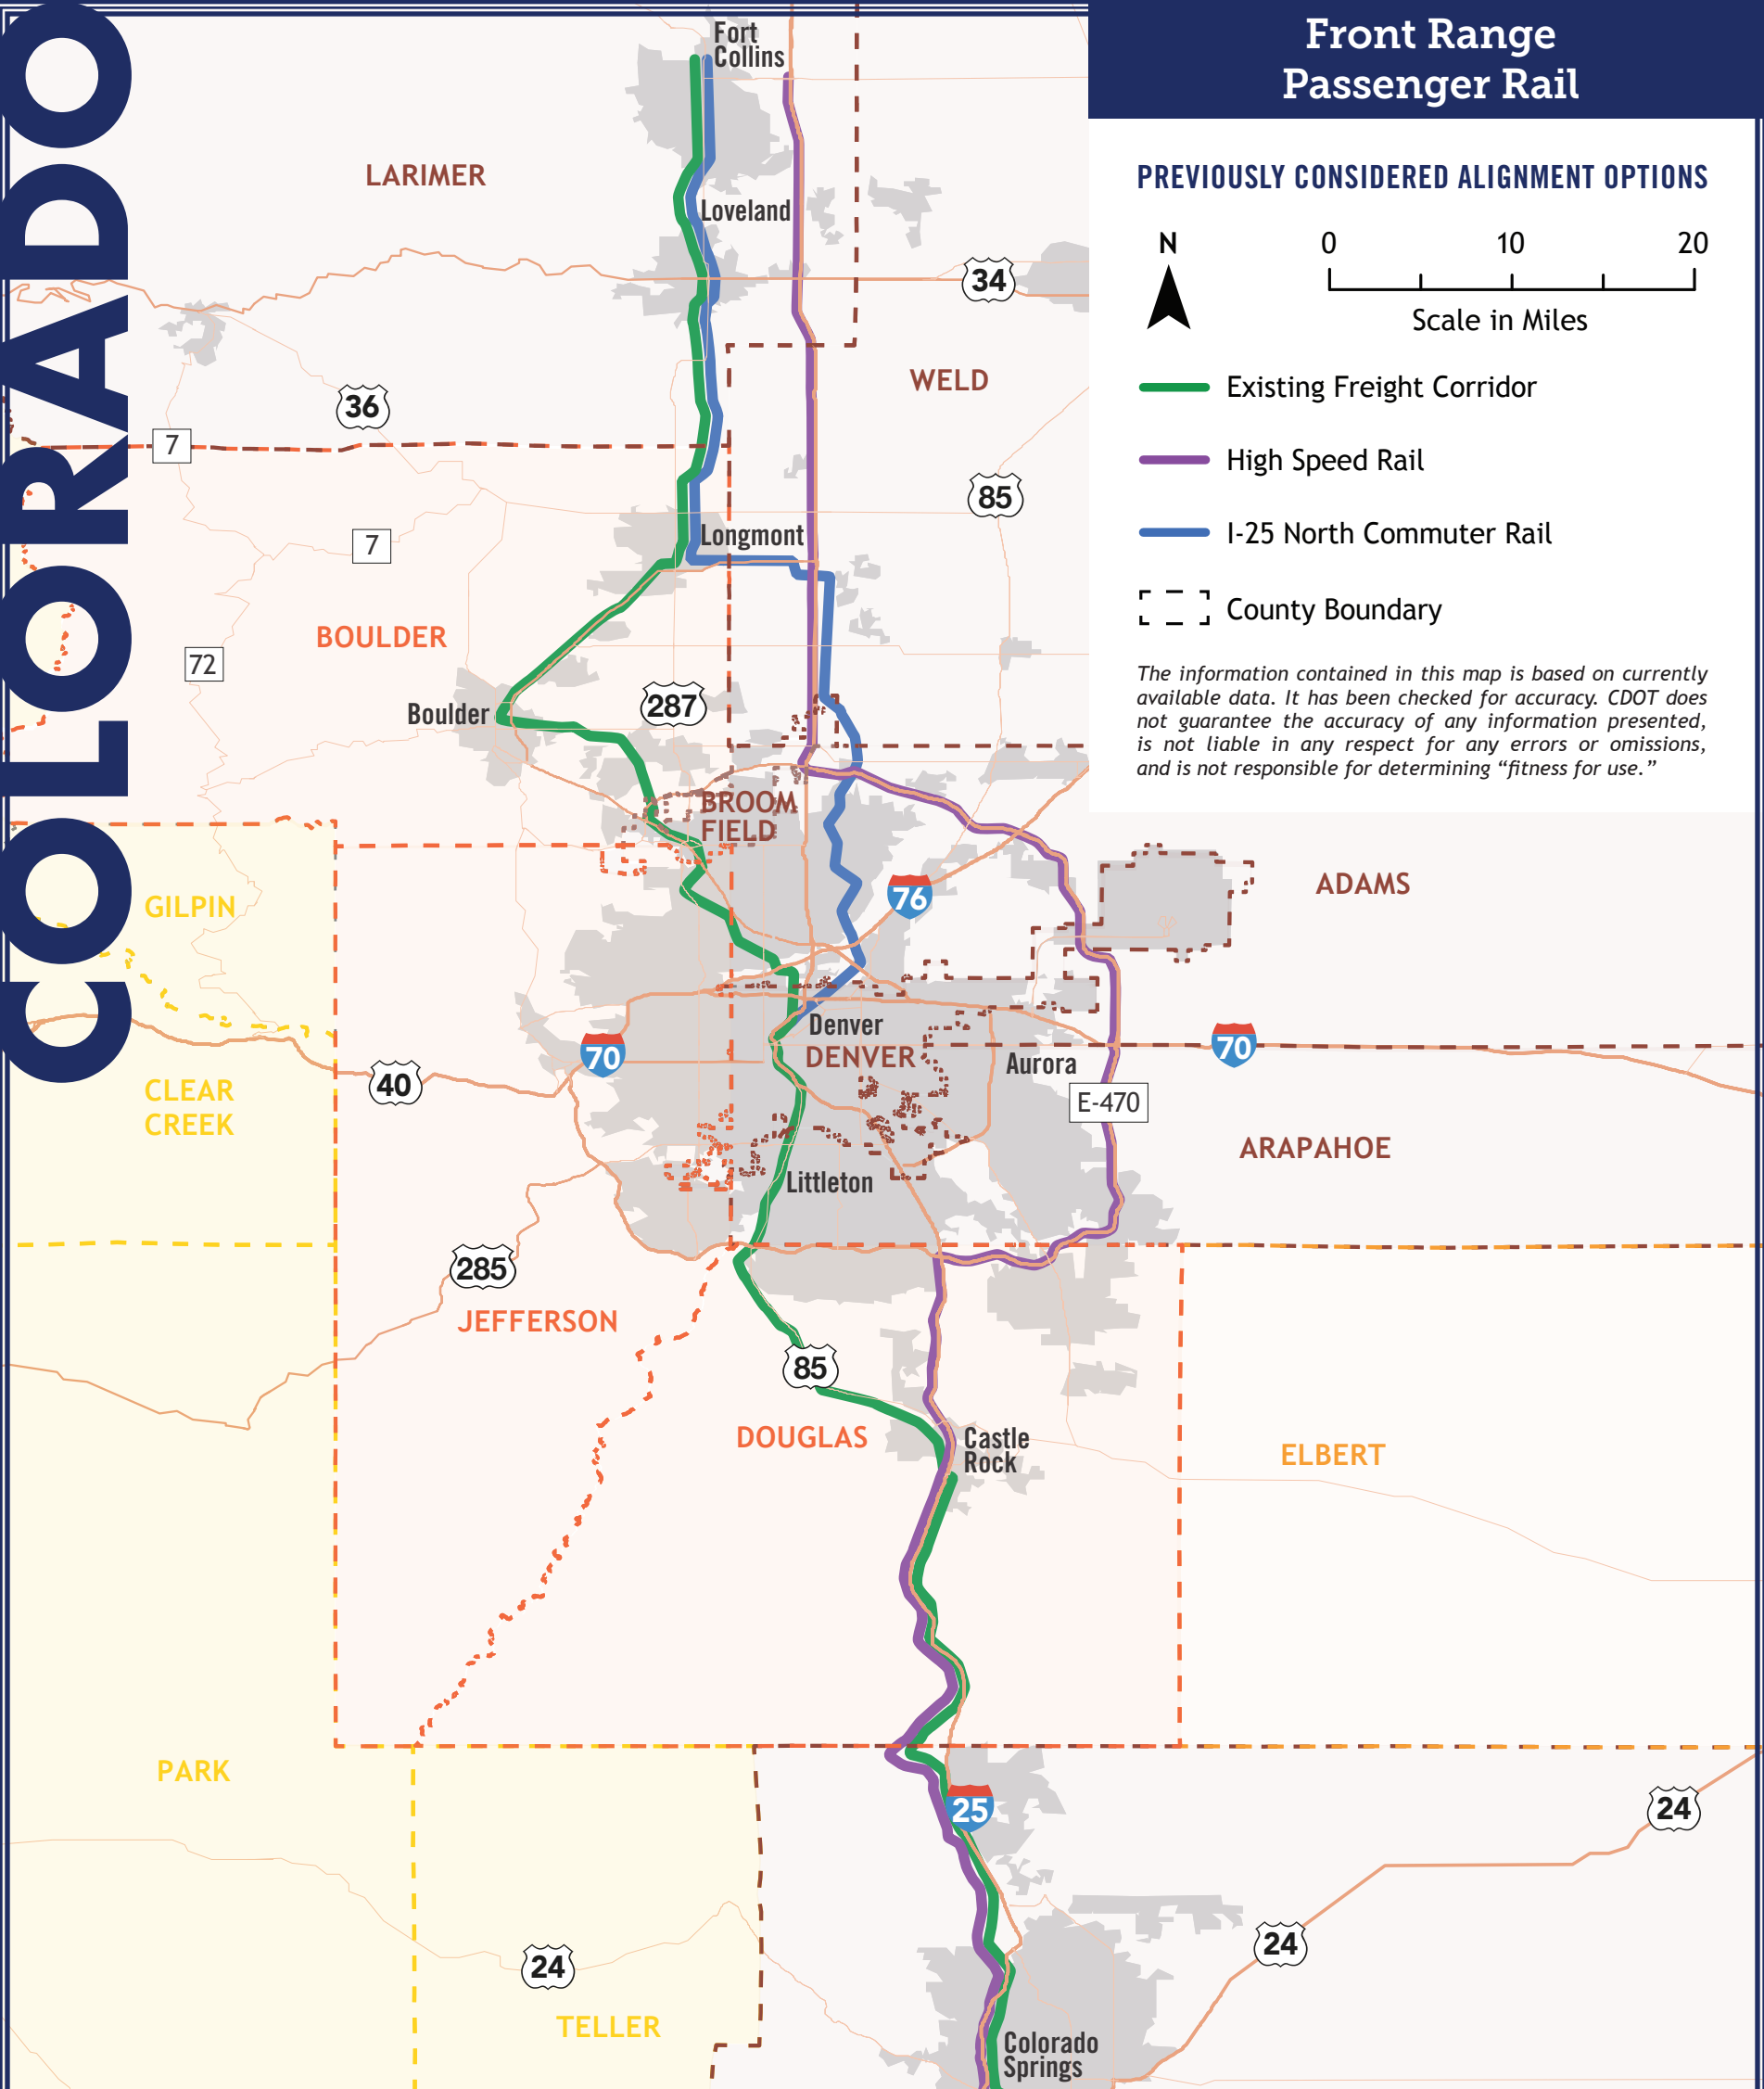 COLORADO
Front Range
Passenger Rail
PREVIOUSLY CONSIDERED ALIGNMENT OPTIONS
N
0 10 20
Scale in Miles
Existing Freight Corridor
High Speed Rail
I-25 North Commuter Rail
County Boundary
The information contained in this map is based on currently
available data. It has been checked for accuracy. CDOT does
not guarantee the accuracy of any information presented,
is not liable in any respect for any errors or omissions,
and is not responsible for determining “fitness for use.”
Fort
Collins
LARIMER
Loveland
34
WELD
36
7
85
Longmont
7
BOULDER
72
287
Boulder
BROOM
FIELD
76
ADAMS
GILPIN
Denver
DENVER
70
Aurora
70
40
CLEAR
CREEK
E-470
ARAPAHOE
Littleton
285
JEFFERSON
85
DOUGLAS
Castle
Rock
ELBERT
PARK
25
24
24
24
TELLER
Colorado
Springs